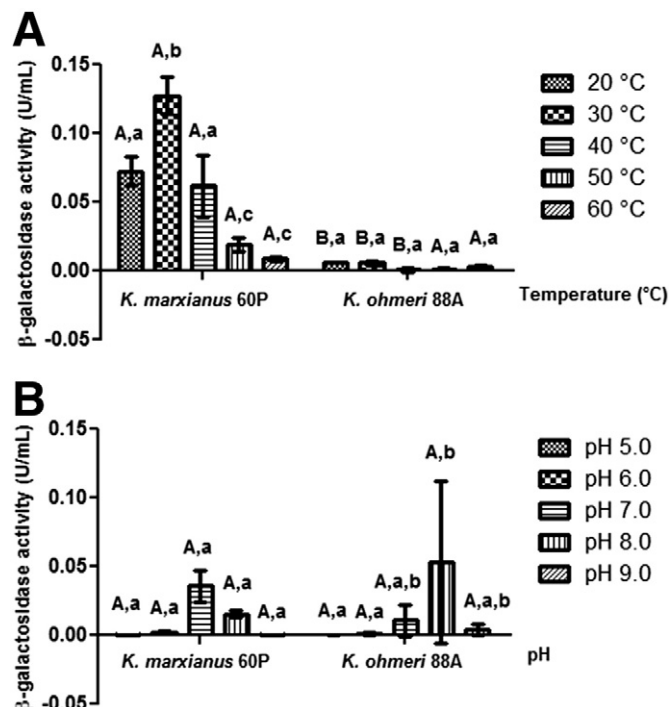 A
β-galactosidase activity (U/mL)
0.15
0.10
0.05
0.00
-0.05
A,a
A,b
A,a
A,c
A,c
B,a
B,a
B,a
A,a
A,a
K. marxianus 60P
K. ohmeri 88A
Temperature (°C)
20 °C
30 °C
40 °C
50 °C
60 °C
B
β-galactosidase activity (U/mL)
0.15
0.10
0.05
0.00
-0.05
A,a
A,a
A,a
A,a
A,a
A,a
A,a
A,a,b
A,b
A,a,b
K. marxianus 60P
K. ohmeri 88A
pH
pH 5.0
pH 6.0
pH 7.0
pH 8.0
pH 9.0